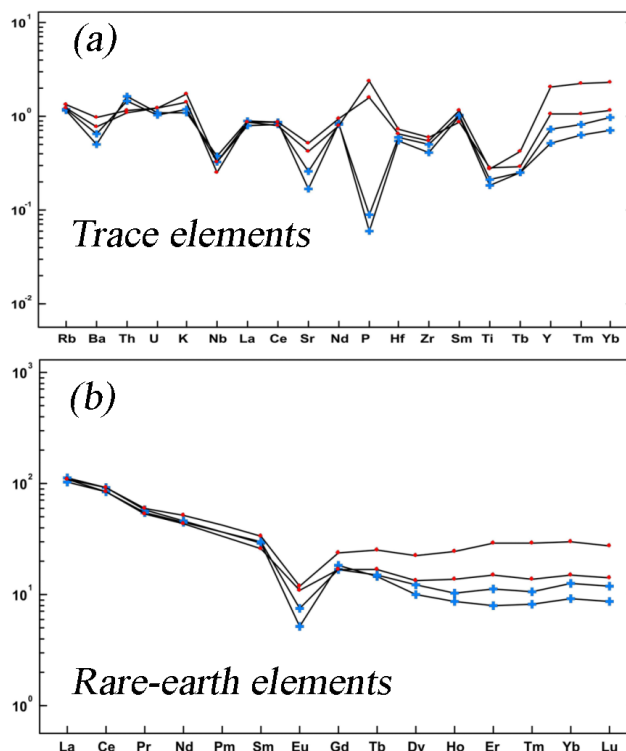 (a)
10¹
10⁰
10⁻¹
10⁻²
Trace elements
Rb Ba Th U K Nb La Ce Sr Nd P Hf Zr Sm Ti Tb Y Tm Yb
(b)
10³
10²
10¹
10⁰
Rare-earth elements
La Ce Pr Nd Pm Sm Eu Gd Tb Dy Ho Er Tm Yb Lu